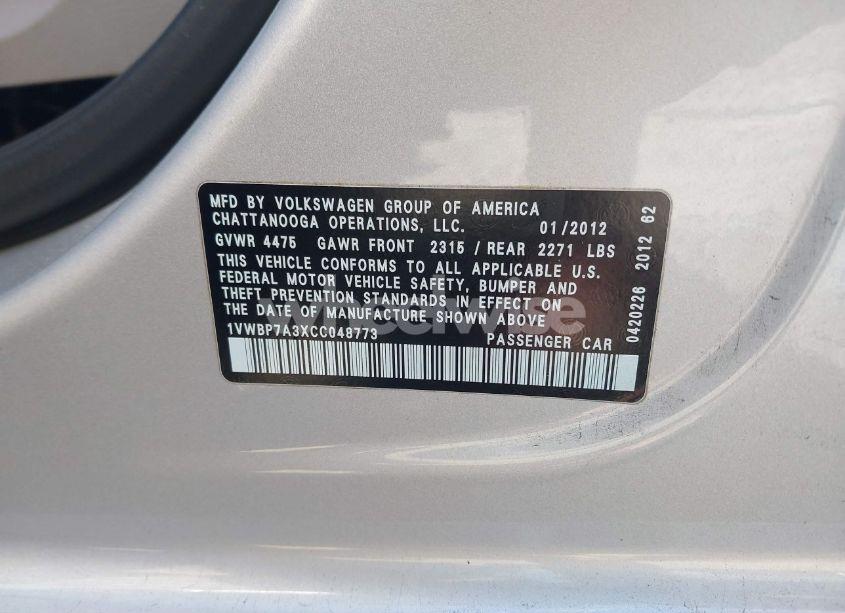 MFD BY VOLKSWAGEN GROUP OF AMERICA
CHATTANOOGA OPERATIONS, LLC. 01/2012
GVWR 4475 GAWR FRONT 2315 / REAR 2271 LBS
THIS VEHICLE CONFORMS TO ALL APPLICABLE U.S.
FEDERAL MOTOR VEHICLE SAFETY, BUMPER AND
THEFT PREVENTION STANDARDS IN EFFECT ON
THE DATE OF MANUFACTURE SHOWN ABOVE
1VWBP7A3XCC048773 PASSENGER CAR
0420226 2012 62
wheelwise